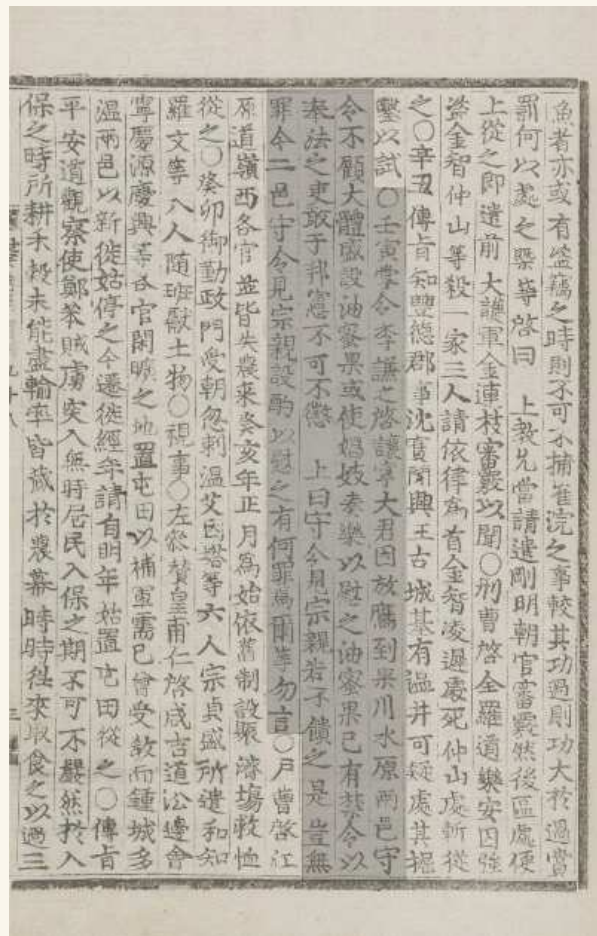 漁者亦或有盜竊之時則不可不捕崔浣之事較其功過則功大於過賞
罰何以處之槩等啓曰 上敎允當請遣剛明朝官審覈然後區處便
上從之卽遣前大護軍金連枝審覈以聞○刑曹啓全羅道樂安囚強
盜金智仲山等殺一家三人請依律爲首金智凌遲處死仲山處斬從
之○辛丑傳旨知豐德郡事沈寶聞興王古城基有溫井可疑處其掘
鑿以試○壬寅掌令李謙之啓讓寧大君因放鷹到果川水原兩邑守
令不顧大體盛設油蜜果或使娼妓奏樂以慰之油蜜果已有禁令以
奉法之吏敢干邦憲不可不懲 上曰守令見宗親若不饋之是豈無
罪今二邑守令見宗親設酌以慰之有何罪焉爾等勿言○戶曹啓江
原道嶺西各官並皆失農來癸亥年正月爲始依舊制設賑濟場救恤
從之○癸卯御勤政門受朝忽剌溫艾因塔等六人宗貞盛所遣和知
羅文等八人隨班獻土物○視事○左參贊皇甫仁啓咸吉道沿邊會
寧慶源慶興等各官閑曠之地置屯田以補軍需已曾受敎而鍾城多
溫兩邑以新徙姑停之今遷徙經年請自明年姑置屯田從之○傳旨
平安道觀察使鄭苯賊虜突入無時居民入保之期不可不嚴然於入
保之時所耕禾穀未能盡輸率皆藏於農幕時時往來取食之以過三